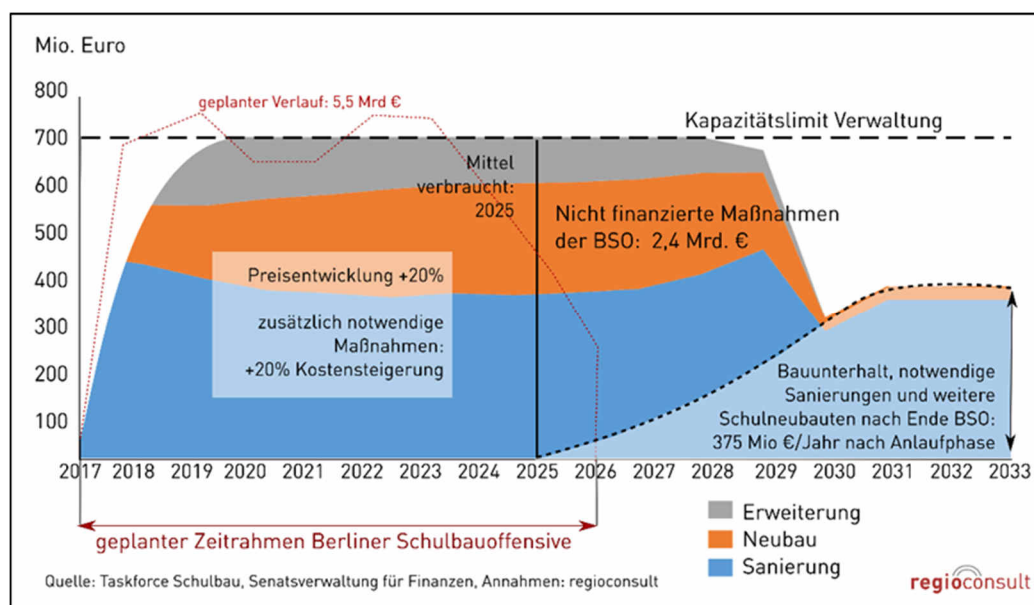 Mio. Euro
800
geplanter Verlauf: 5,5 Mrd €
Kapazitätslimit Verwaltung
700
Mittel
verbraucht:
2025
600
Nicht finanzierte Maßnahmen
der BSO: 2,4 Mrd. €
500
400
Preisentwicklung +20%
zusätzlich notwendige
Maßnahmen:
+20% Kostensteigerung
300
200
100
Bauunterhalt, notwendige
Sanierungen und weitere
Schulneubauten nach Ende BSO:
375 Mio €/Jahr nach Anlaufphase
2017 2018 2019 2020 2021 2022 2023 2024 2025 2026 2027 2028 2029 2030 2031 2032 2033
geplanter Zeitrahmen Berliner Schulbauoffensive
Erweiterung
Neubau
Sanierung
Quelle: Taskforce Schulbau, Senatsverwaltung für Finanzen, Annahmen: regioconsult
regioconsult